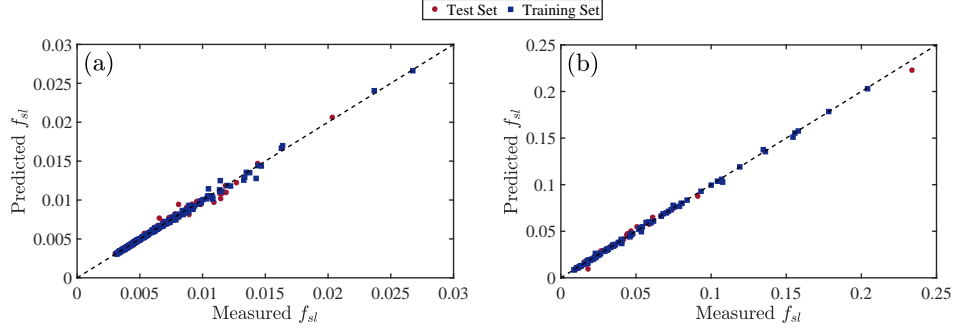 Test Set Training Set
(a)
0.03
0.025
0.02
0.015
0.01
0.005
0
Predicted f_sl
0 0.005 0.01 0.015 0.02 0.025 0.03
Measured f_sl
(b)
0.25
0.2
0.15
0.1
0.05
0
Predicted f_sl
0 0.05 0.1 0.15 0.2 0.25
Measured f_sl